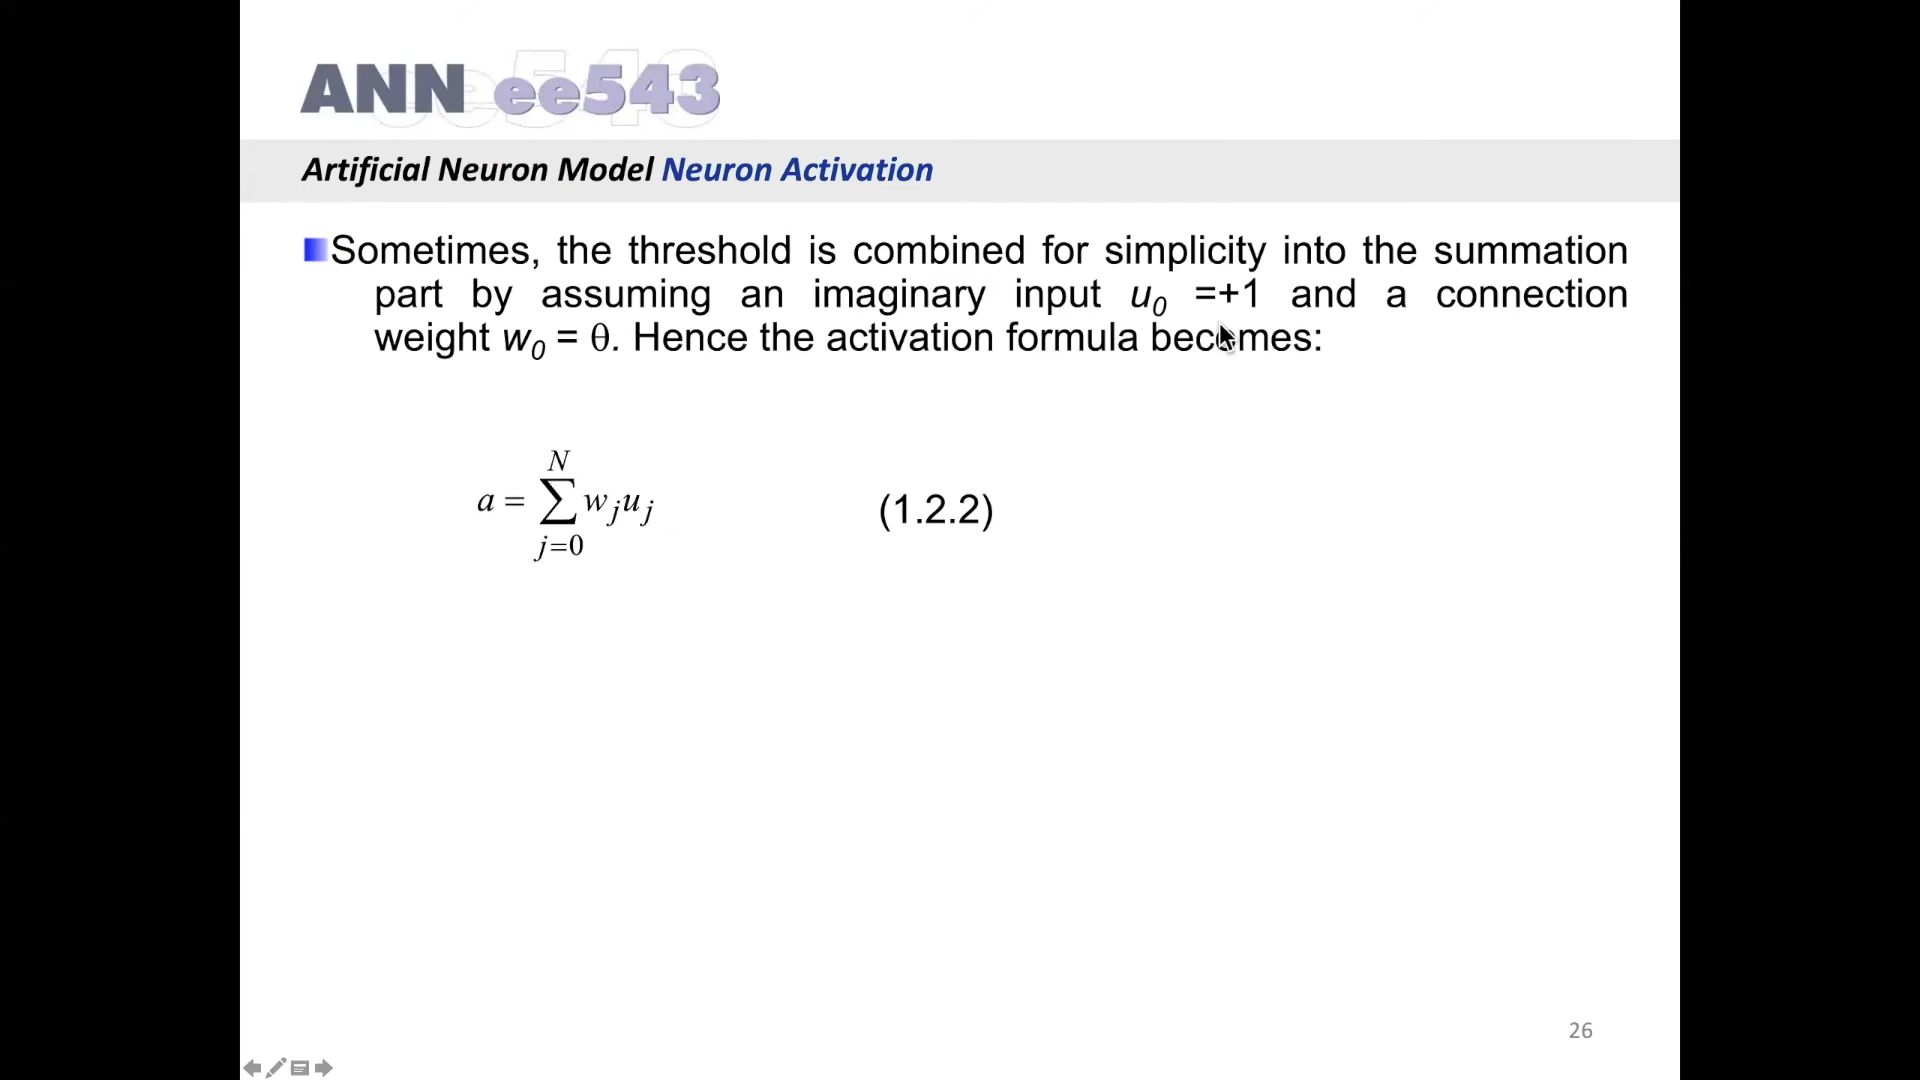 ANN ee543
Artificial Neuron Model Neuron Activation
Sometimes, the threshold is combined for simplicity into the summation
part by assuming an imaginary input u₀ =+1 and a connection
weight w₀ = θ. Hence the activation formula becomes:
a = ∑_{j=0}^{N} w_j u_j (1.2.2)
26